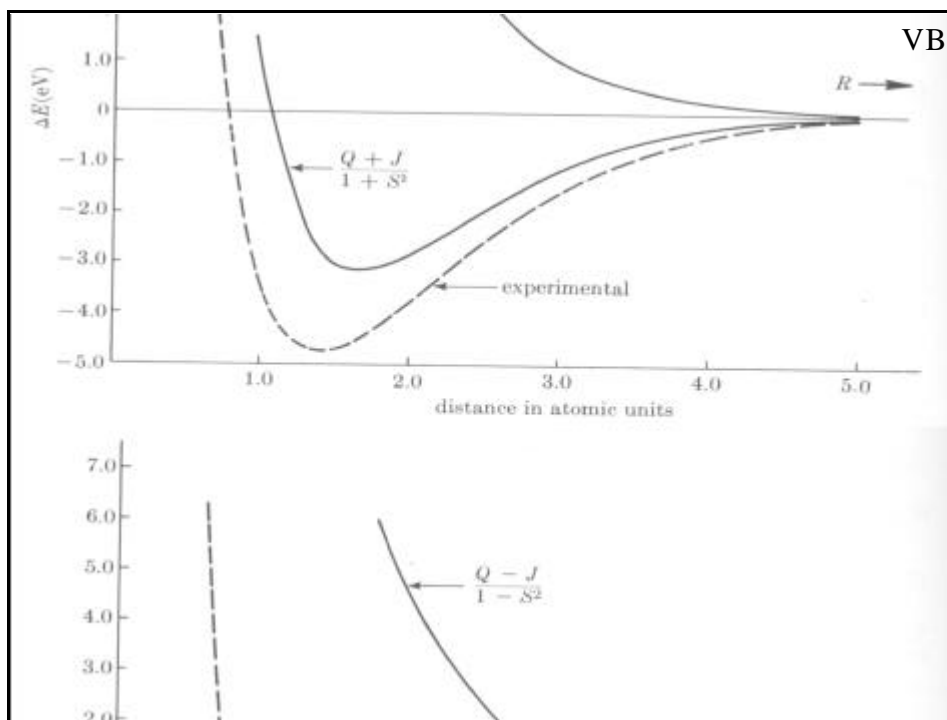 VB
1.0
ΔE(eV)
R
0
−1.0
Q + J
1 + S²
−2.0
−3.0
experimental
−4.0
−5.0
1.0 2.0 3.0 4.0 5.0
distance in atomic units
7.0
6.0
5.0
Q − J
1 − S²
4.0
3.0
2.0